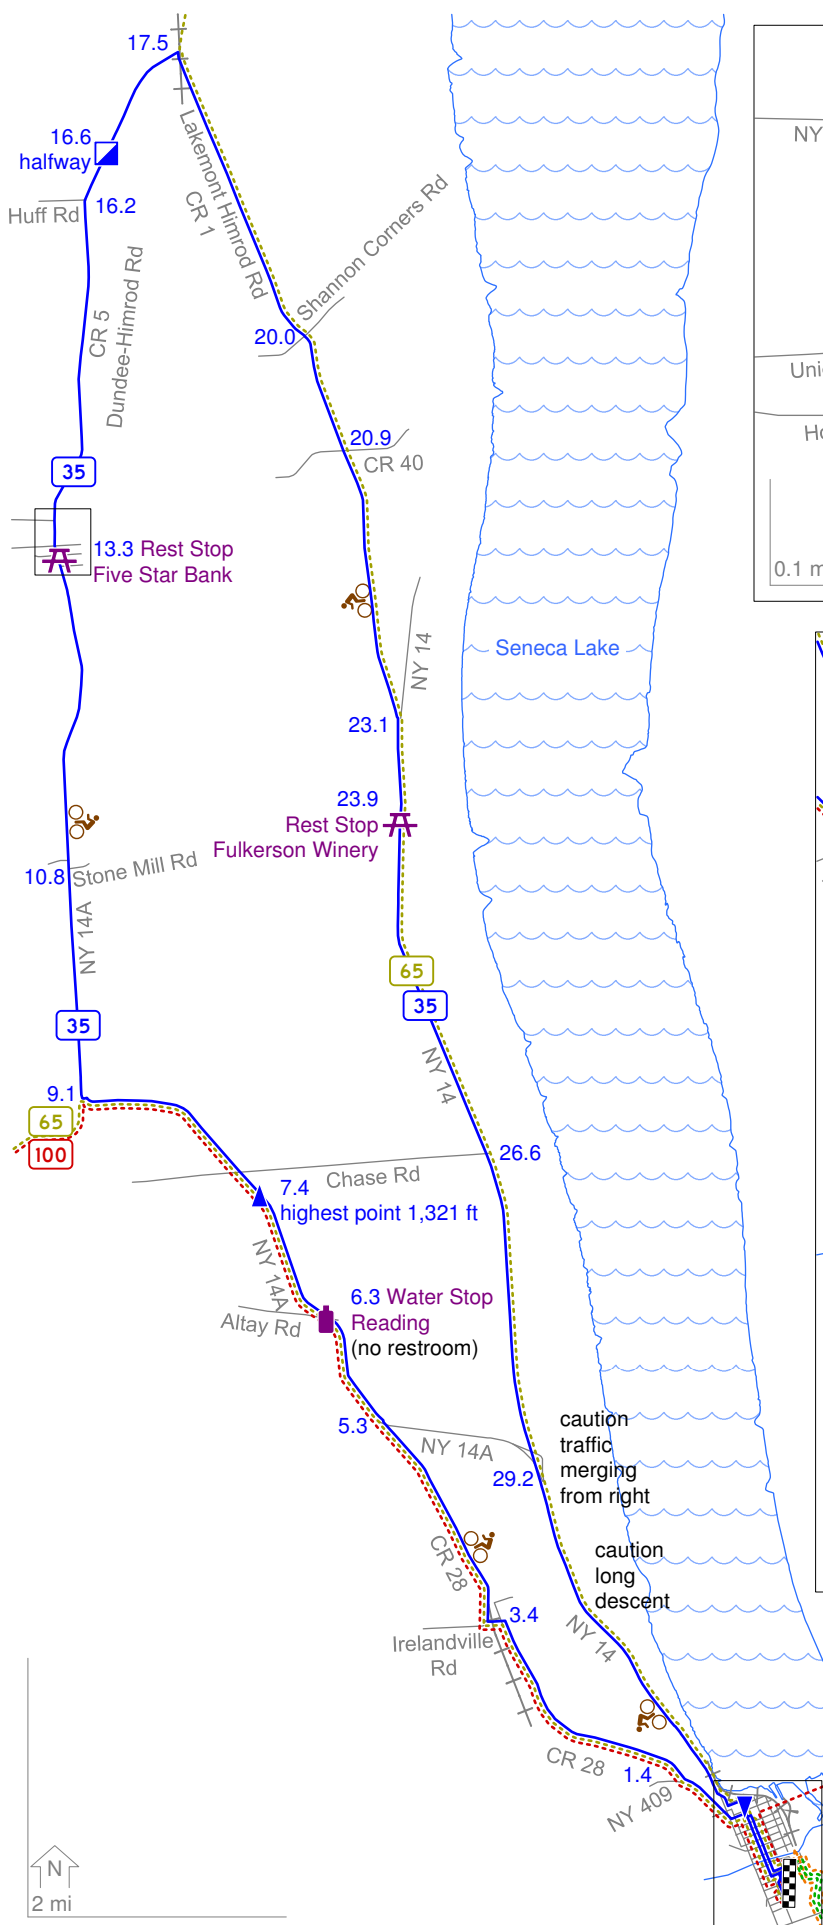 17.5
16.6
halfway
Huff Rd
16.2
Lakemont Himrod Rd
CR 1
Shannon Corners Rd
NY
CR 5
Dundee-Himrod Rd
20.0
20.9
CR 40
35
13.3 Rest Stop
Five Star Bank
0.1 m
NY 14
Seneca Lake
23.1
23.9
Rest Stop
Fulkerson Winery
10.8
Stone Mill Rd
NY 14A
65
35
35
NY 14
9.1
65
100
26.6
Chase Rd
7.4
highest point 1,321 ft
NY 14A
6.3 Water Stop
Reading
(no restroom)
Altay Rd
5.3
NY 14A
caution
traffic
merging
from right
29.2
CR 28
caution
long
descent
3.4
Irelandville
Rd
NY 14
CR 28
1.4
NY 409
N
2 mi